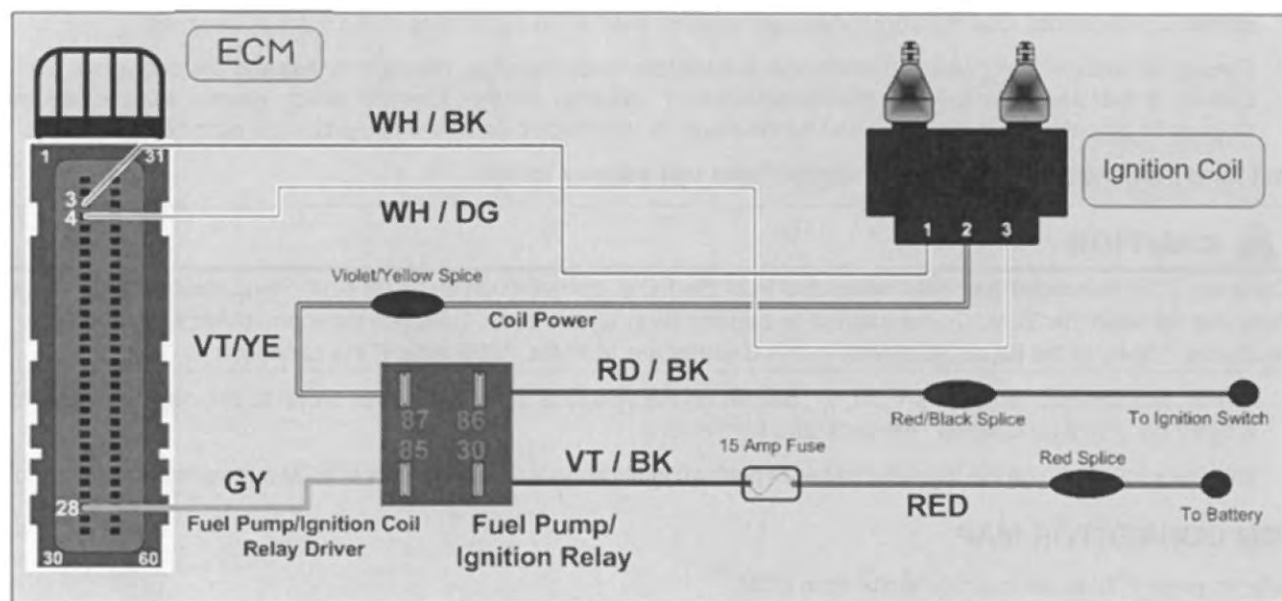 ECM
WH / BK
1
31
3
4
WH / DG
Ignition Coil
1 2 3
Violet/Yellow Splice
Coil Power
VT/YE
RD / BK
Red/Black Splice
To Ignition Switch
87 86
85 30
15 Amp Fuse
VT / BK
Red Splice
GY
RED
28
To Battery
Fuel Pump/Ignition Coil
Relay Driver
Fuel Pump/
Ignition Relay
30
60